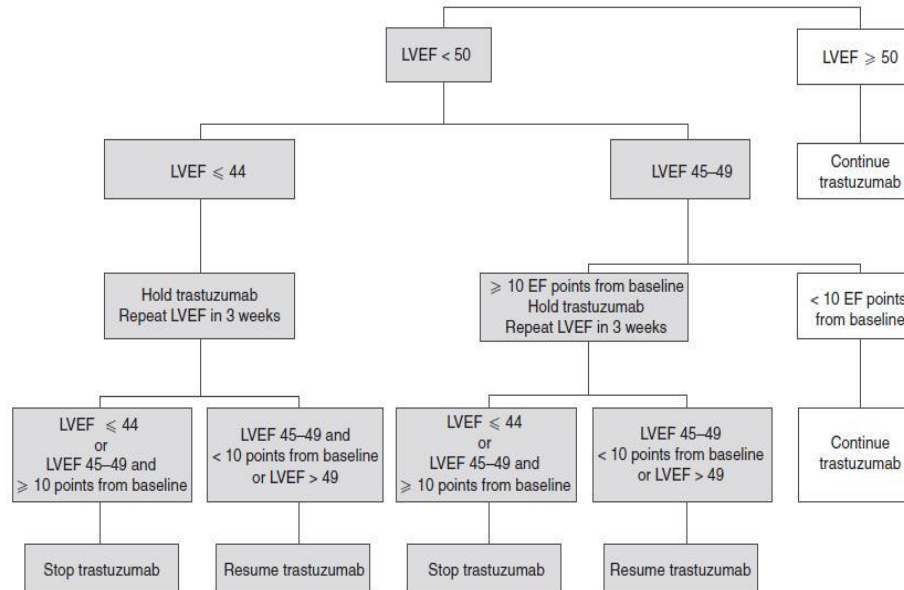 LVEF < 50
LVEF ⩾ 50
LVEF ⩽ 44
LVEF 45–49
Continue
trastuzumab
Hold trastuzumab
Repeat LVEF in 3 weeks
⩾ 10 EF points from baseline
Hold trastuzumab
Repeat LVEF in 3 weeks
< 10 EF points
from baseline
LVEF ⩽ 44
or
LVEF 45–49 and
⩾ 10 points from baseline
LVEF 45–49 and
< 10 points from baseline
or LVEF > 49
LVEF ⩽ 44
or
LVEF 45–49 and
⩾ 10 points from baseline
LVEF 45–49
< 10 points from baseline
or LVEF > 49
Continue
trastuzumab
Stop trastuzumab
Resume trastuzumab
Stop trastuzumab
Resume trastuzumab